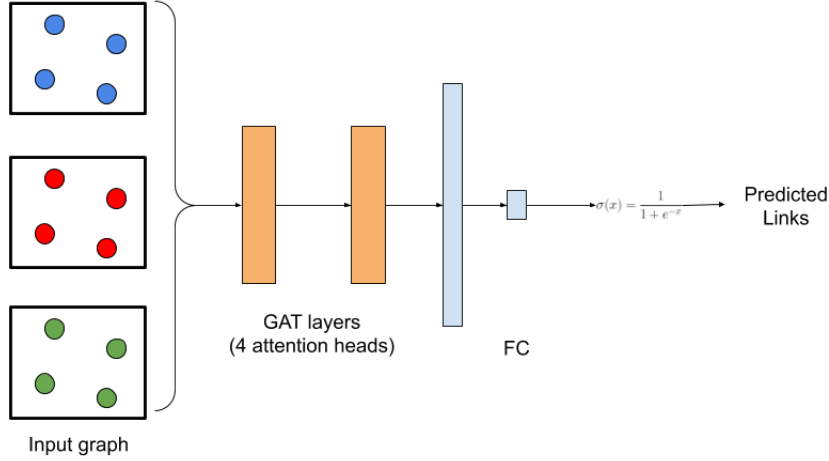 GAT layers
(4 attention heads)
FC
σ(x) = 1 / (1 + e^{-x})
Predicted
Links
Input graph